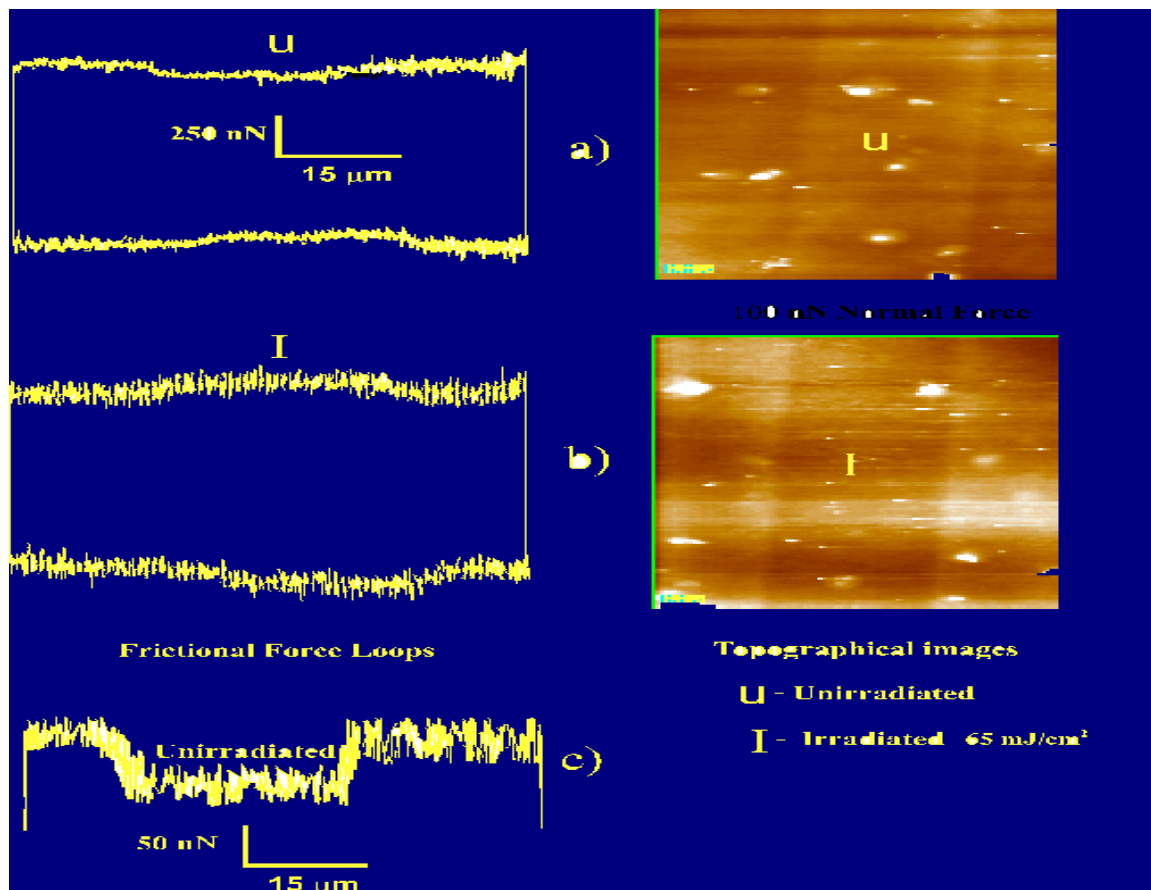 U
250 nN
15 µm
a)
U
100 nN Normal Force
I
b)
I
Frictional Force Loops
Topographical images
U - Unirradiated
I - Irradiated 65 mJ/cm²
Unirradiated
c)
50 nN
15 µm